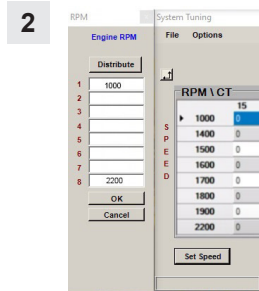 2
RPM
Engine RPM
Distribute
1 1000
2
3
4
5
6
7
8 2200
OK
Cancel
System Tuning
File Options
RPM \ CT
15
1000 0
1400 0
1500 0
1600 0
1700 0
1800 0
1900 0
2200 0
SPEED
Set Speed